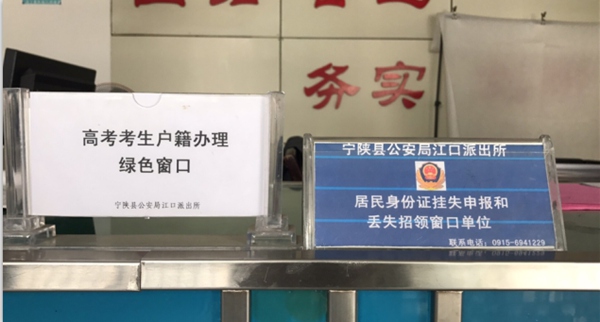 务实
高考考生户籍办理
绿色窗口
宁陕县公安局江口派出所
宁陕县公安局江口派出所
居民身份证挂失申报和
丢失招领窗口单位
联系电话：0915-6941229